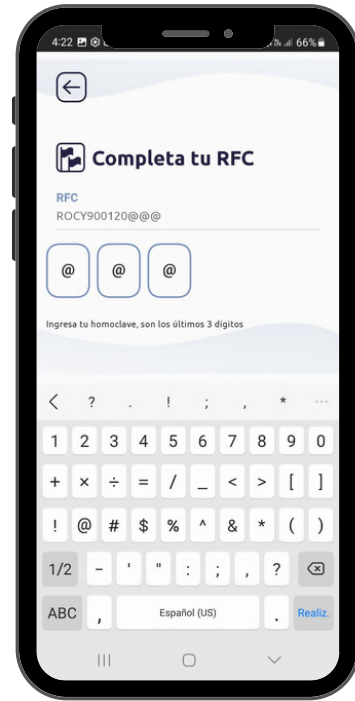 4:22 66%
Completa tu RFC
RFC
ROCY900120@@@
@ @ @
Ingresa tu homoclave, son los últimos 3 digitos
? . ! ; , * ...
1 2 3 4 5 6 7 8 9 0
+ × ÷ = / _ < > [ ]
! @ # $ % ^ & * ( )
1/2 - ' " : ; , ?
ABC , Español (US) . Realiz.